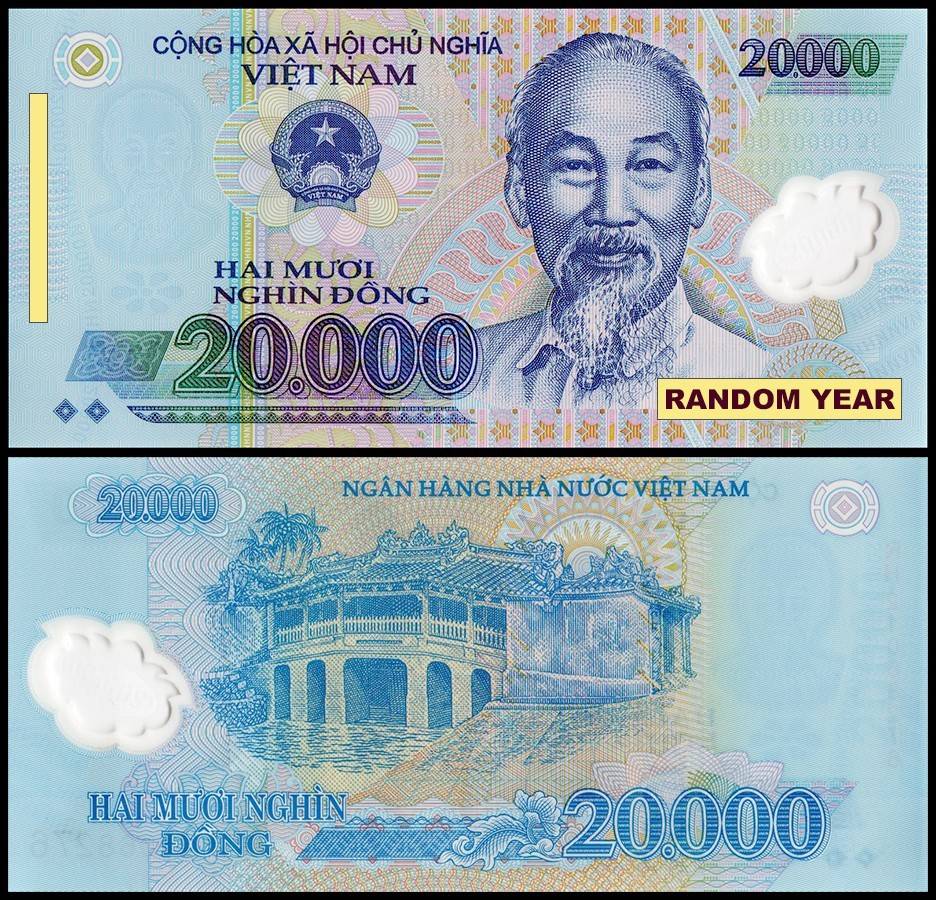 CỘNG HÒA XÃ HỘI CHỦ NGHĨA
VIỆT NAM
20.000
VIỆT NAM
HAI MƯƠI
NGHÌN ĐỒNG
20.000
RANDOM YEAR
20.000
NGÂN HÀNG NHÀ NƯỚC VIỆT NAM
HAI MƯƠI NGHÌN
ĐỒNG
20.000